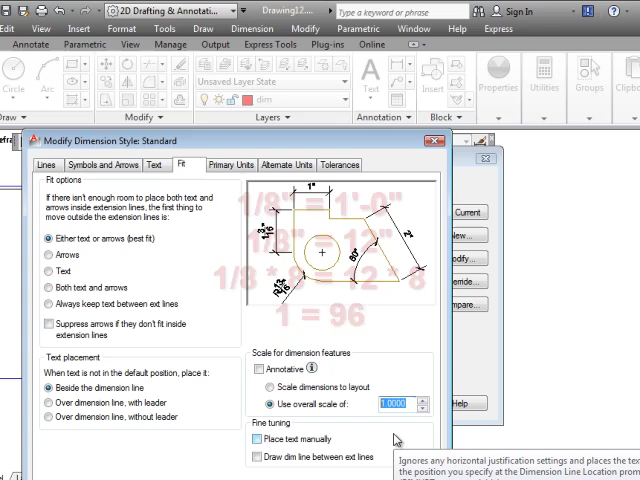 2D Drafting & Annotati...
Drawing12....
Type a keyword or phrase
Sign In
Edit View Insert Format Tools Draw Dimension Modify Parametric Window Help Express
Annotate Parametric View Manage Output Express Tools Plug-ins Online
Circle Arc
Unsaved Layer State
dim
Text
Insert
Properties
Utilities
Groups
Clipbo
Draw Modify Layers Annotation Block
Modify Dimension Style: Standard
Lines Symbols and Arrows Text Fit Primary Units Alternate Units Tolerances
Fit options
If there isn't enough room to place both text and
arrows inside extension lines, the first thing to
move outside the extension lines is:
Either text or arrows (best fit)
Arrows
Text
Both text and arrows
Always keep text between ext lines
Suppress arrows if they don't fit inside
extension lines
Text placement
When text is not in the default position, place it:
Beside the dimension line
Over dimension line, with leader
Over dimension line, without leader
1"
2"
80°
1/8" = 1'-0"
1/8" = 12"
1/8 * 8 = 12 * 8
1 = 96
Scale for dimension features
Annotative
Scale dimensions to layout
Use overall scale of:
1.0000
Fine tuning
Place text manually
Draw dim line between ext lines
Current
New...
odify...
erride...
mpare...
Help
Ignores any horizontal justification settings and places the tex
the position you specify at the Dimension Line Location prom